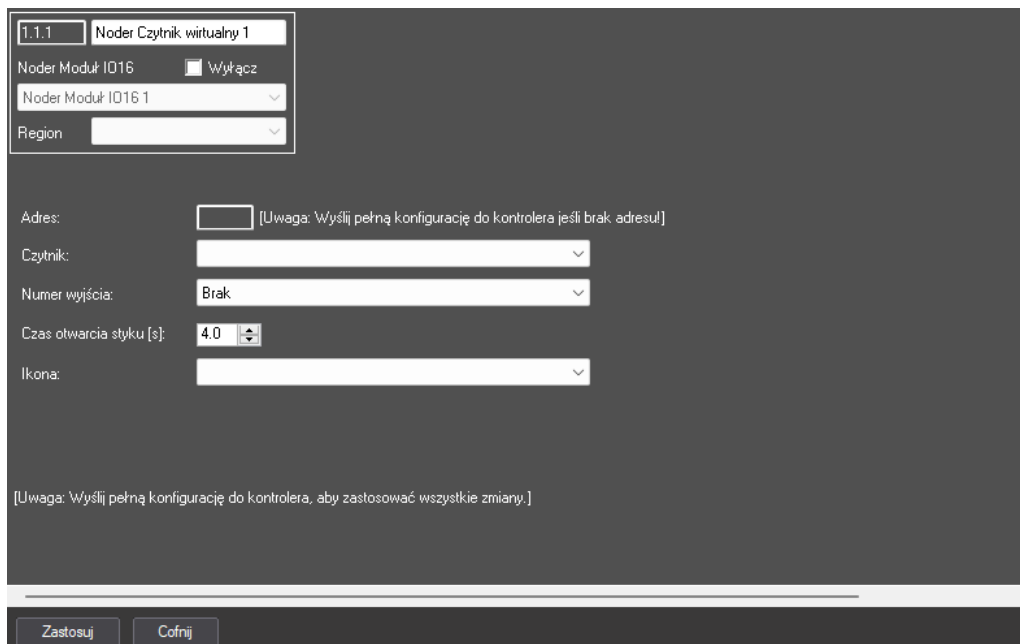 1.1.1 Noder Czytnik wirtualny 1
Noder Moduł IO16 Wyłącz
Noder Moduł IO16 1
Region
Adres: [Uwaga: Wyślij pełną konfigurację do kontrolera jeśli brak adresu!]
Czytnik:
Numer wyjścia: Brak
Czas otwarcia styku [s]: 4.0
Ikona:
[Uwaga: Wyślij pełną konfigurację do kontrolera, aby zastosować wszystkie zmiany.]
Zastosuj Cofnij